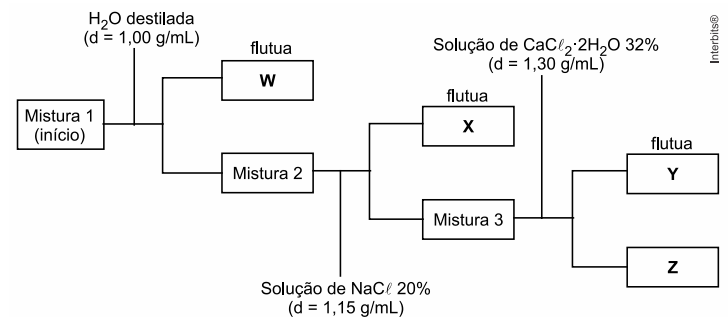 H₂O destilada
(d = 1,00 g/mL)
Solução de CaCℓ₂·2H₂O 32%
(d = 1,30 g/mL)
Interbits®
flutua
W
flutua
X
Mistura 1
(início)
flutua
Y
Mistura 2
Mistura 3
Z
Solução de NaCℓ 20%
(d = 1,15 g/mL)